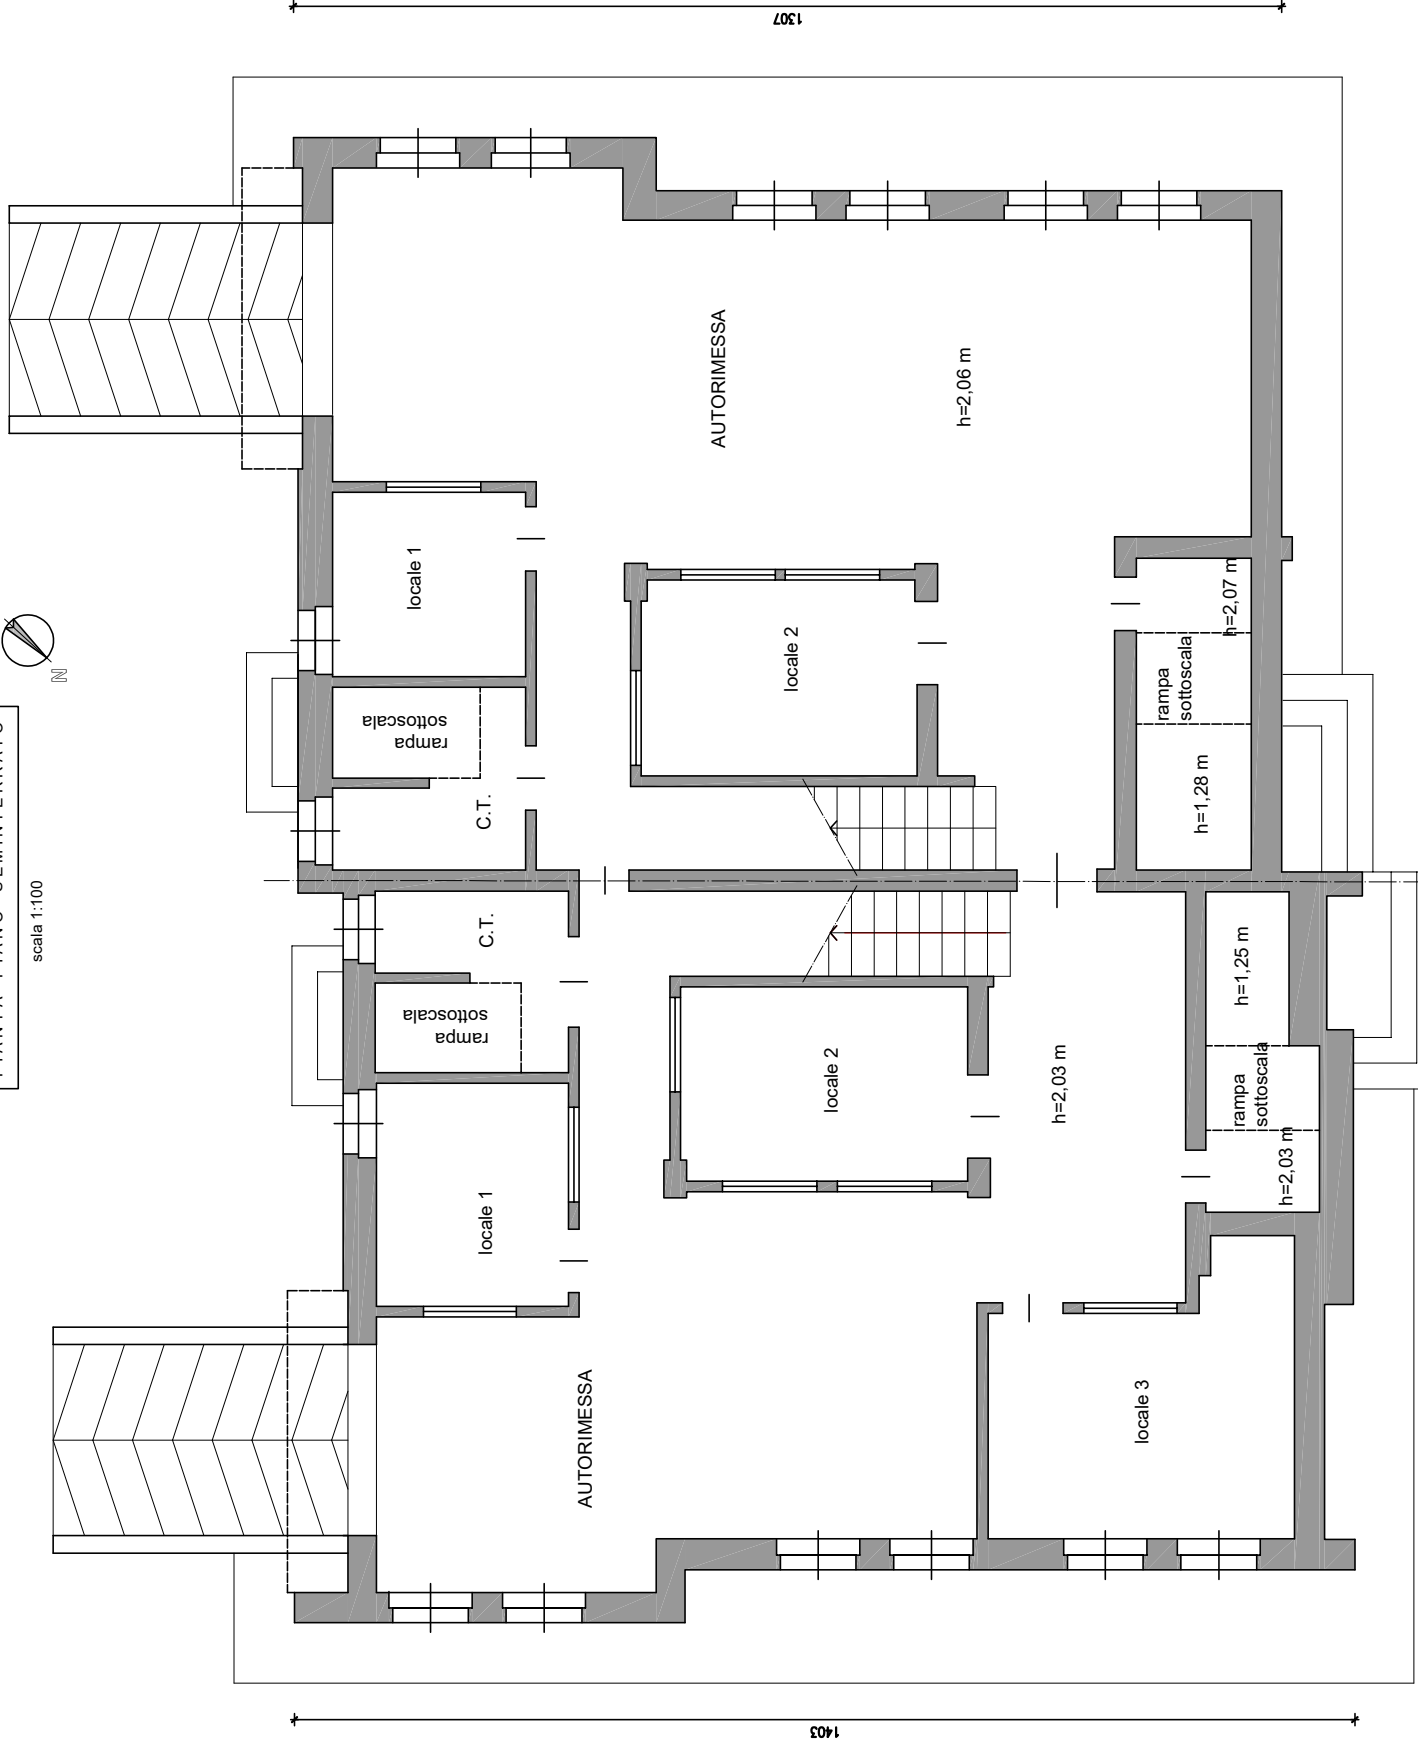 PIANTA PIANO SEMINTERRATO
scala 1:100
N
1307
1403
AUTORIMESSA
h=2,06 m
locale 1
locale 2
rampa
sottoscala
C.T.
h=2,07 m
rampa
sottoscala
h=1,28 m
C.T.
rampa
sottoscala
locale 1
locale 2
h=2,03 m
h=1,25 m
rampa
sottoscala
h=2,03 m
AUTORIMESSA
locale 3